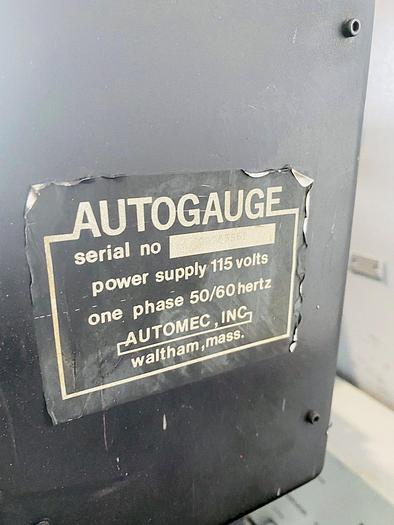 AUTOGAUGE
serial no
power supply 115 volts
one phase 50/60 hertz
AUTOMEC, INC
waltham, mass.